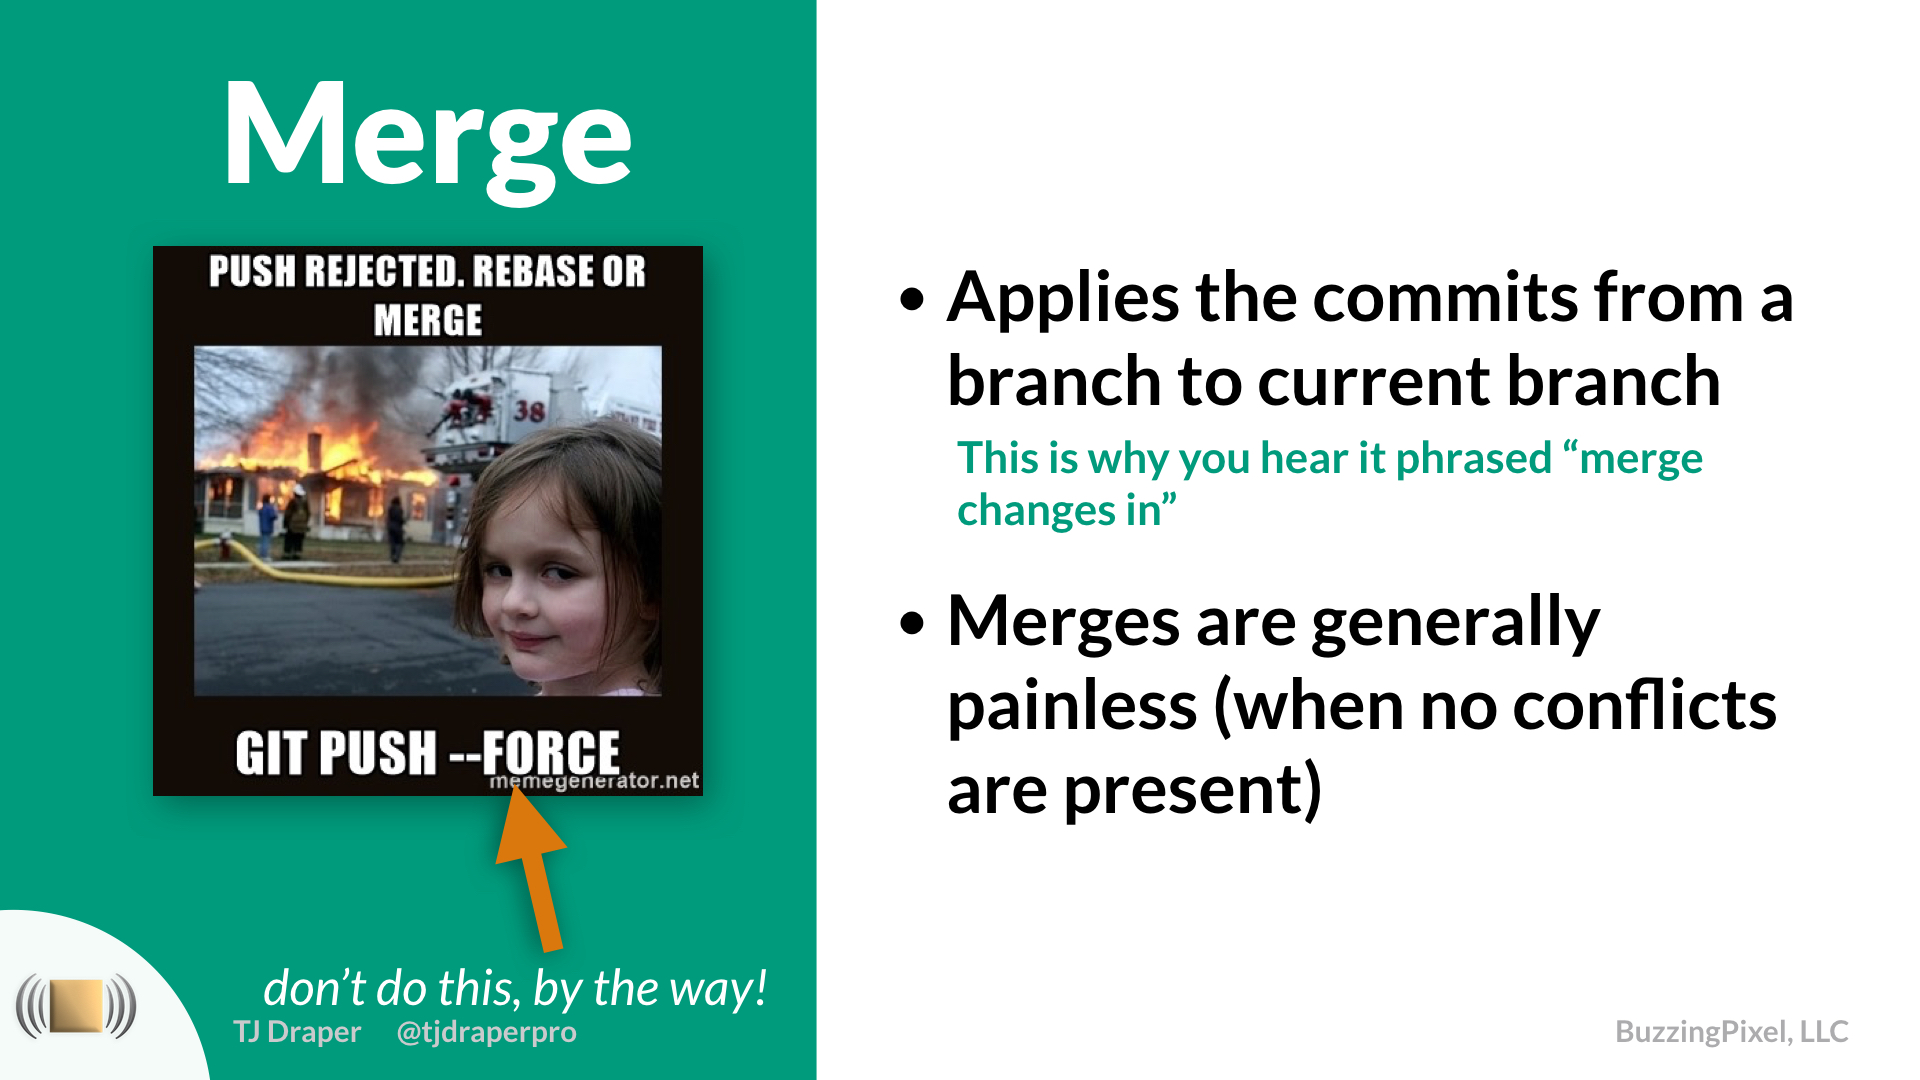 Merge
PUSH REJECTED. REBASE OR
MERGE
38
GIT PUSH --FORCE
memegenerator.net
don’t do this, by the way!
TJ Draper @tjdraperpro
• Applies the commits from a
branch to current branch
This is why you hear it phrased “merge
changes in”
• Merges are generally
painless (when no conflicts
are present)
BuzzingPixel, LLC